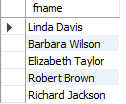 fname
Linda Davis
Barbara Wilson
Elizabeth Taylor
Robert Brown
Richard Jackson